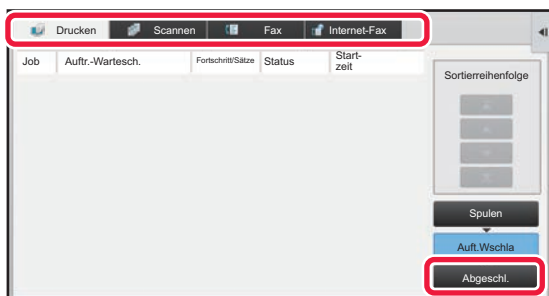 Drucken Scannen Fax Internet-Fax
Job Auftr.-Wartesch. Fortschritt/Sätze Status Start-
zeit
Sortierreihenfolge
Spulen
Auft.Wschla
Abgeschl.